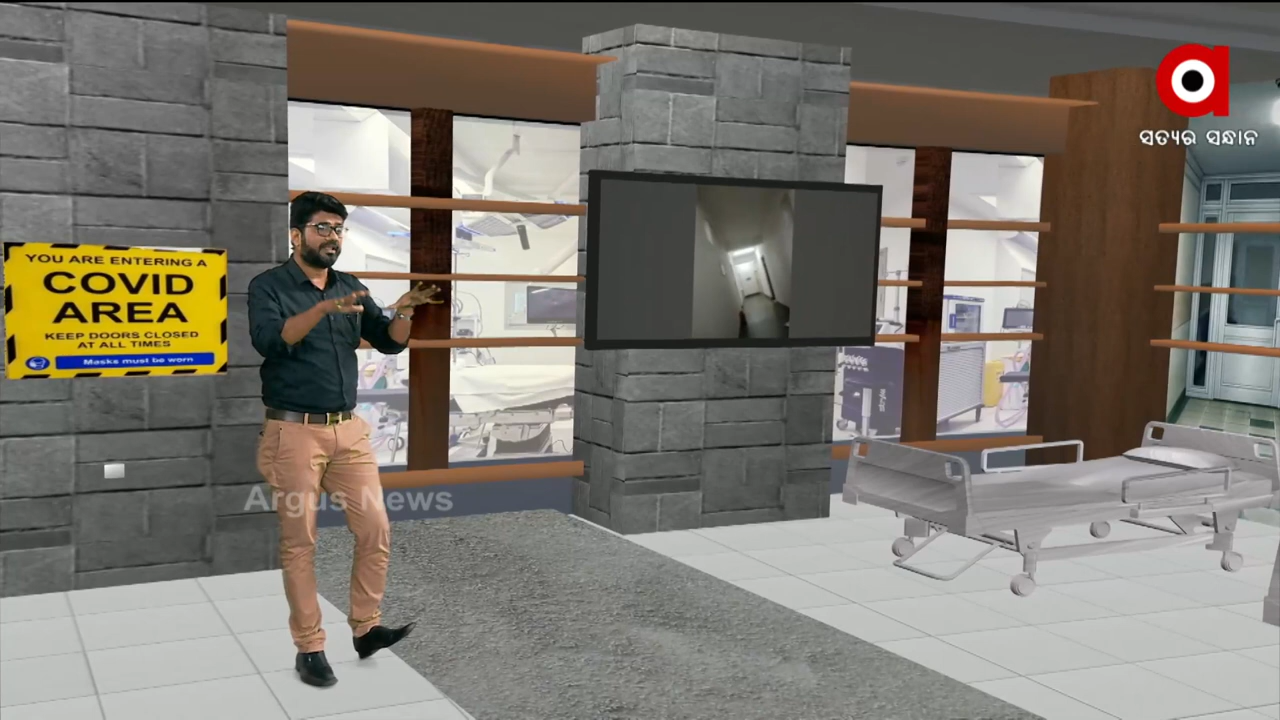 ସତ୍ୟର ସନ୍ଧାନ
YOU ARE ENTERING A
COVID
AREA
KEEP DOORS CLOSED
AT ALL TIMES
Masks must be worn
Argus News